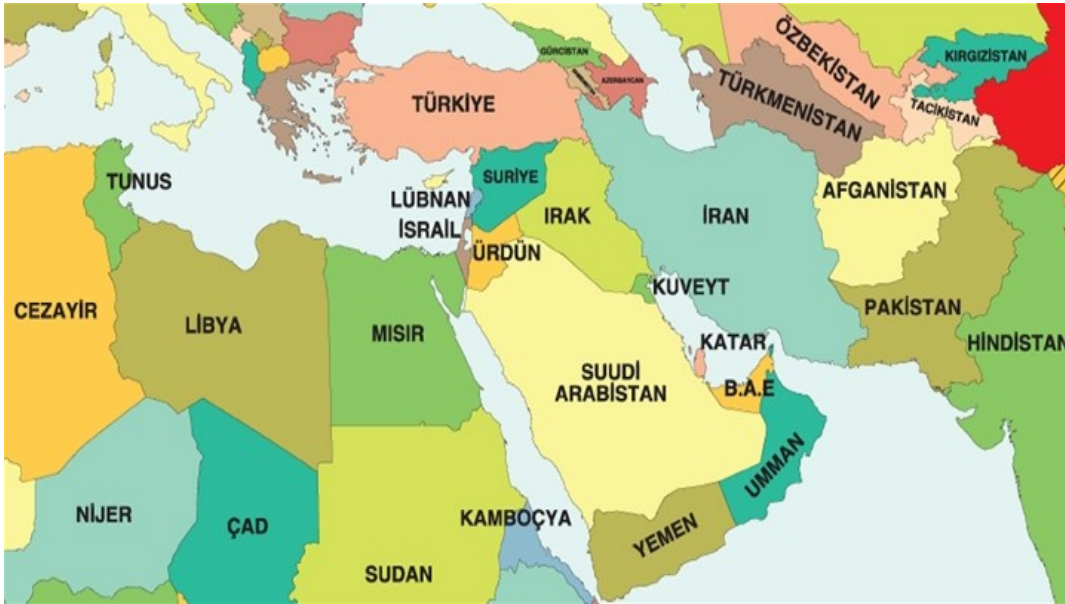 ÖZBEKİSTAN
KIRGIZİSTAN
GÜRCİSTAN
AZERBAYCAN
TÜRKİYE
TÜRKMENİSTAN
TACİKİSTAN
TUNUS
SURİYE
LÜBNAN
İSRAİL
IRAK
İRAN
AFGANİSTAN
ÜRDÜN
CEZAYİR
LİBYA
MISIR
KUVEYT
PAKİSTAN
KATAR
HİNDİSTAN
SUUDİ
ARABİSTAN
B.A.E
UMMAN
NİJER
ÇAD
KAMBOÇYA
YEMEN
SUDAN